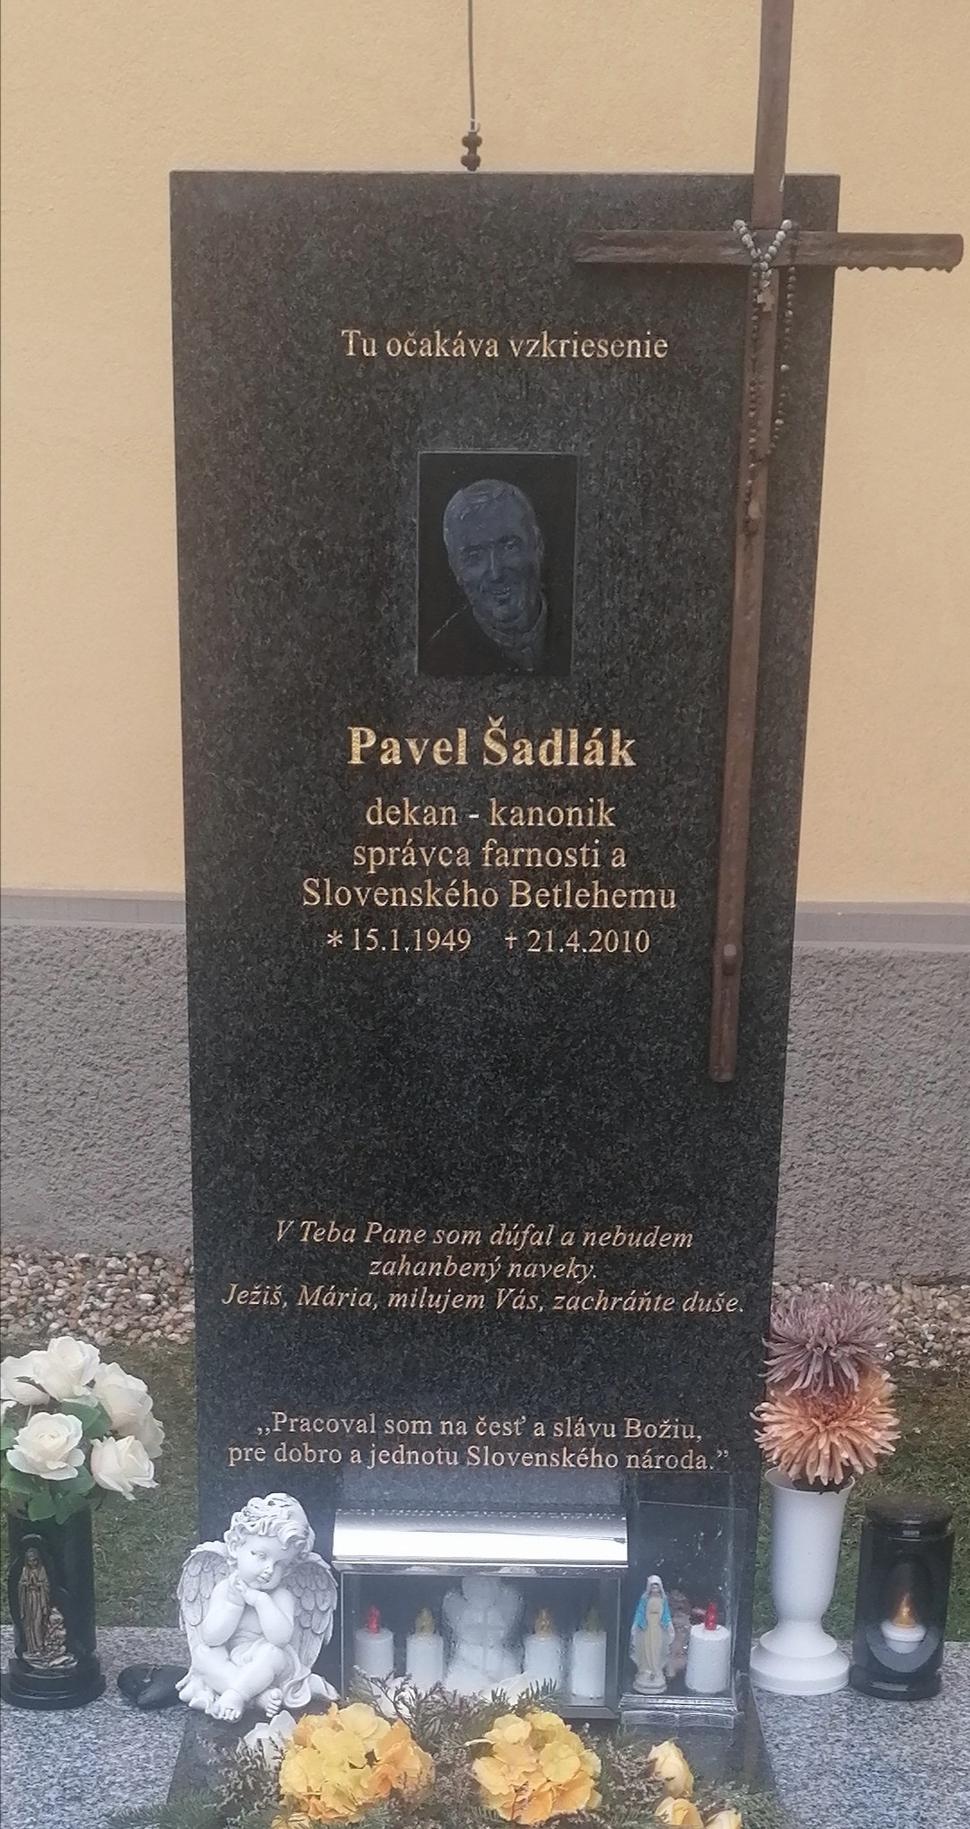 Tu očakáva vzkriesenie
Pavel Šadlák
dekan - kanonik
správca farnosti a
Slovenského Betlehemu
* 15.1.1949 ✝ 21.4.2010
V Teba Pane som dúfal a nebudem
zahanbený naveky.
Ježiš, Mária, milujem Vás, zachráňte duše.
,,Pracoval som na česť a slávu Božiu,
pre dobro a jednotu Slovenského národa.”